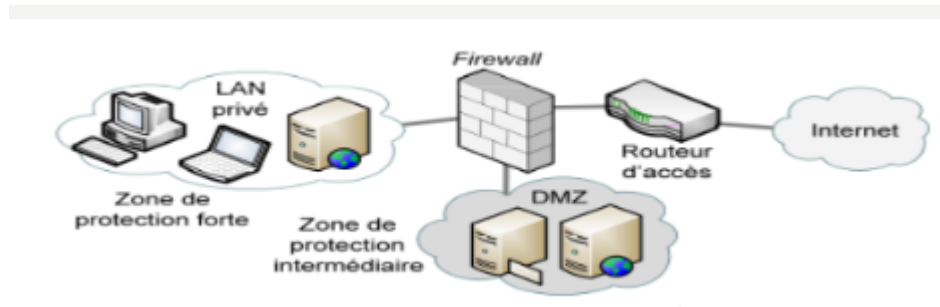 Firewall
LAN
privé
Internet
Routeur
d'accès
DMZ
Zone de
protection forte
Zone de
protection
intermédiaire